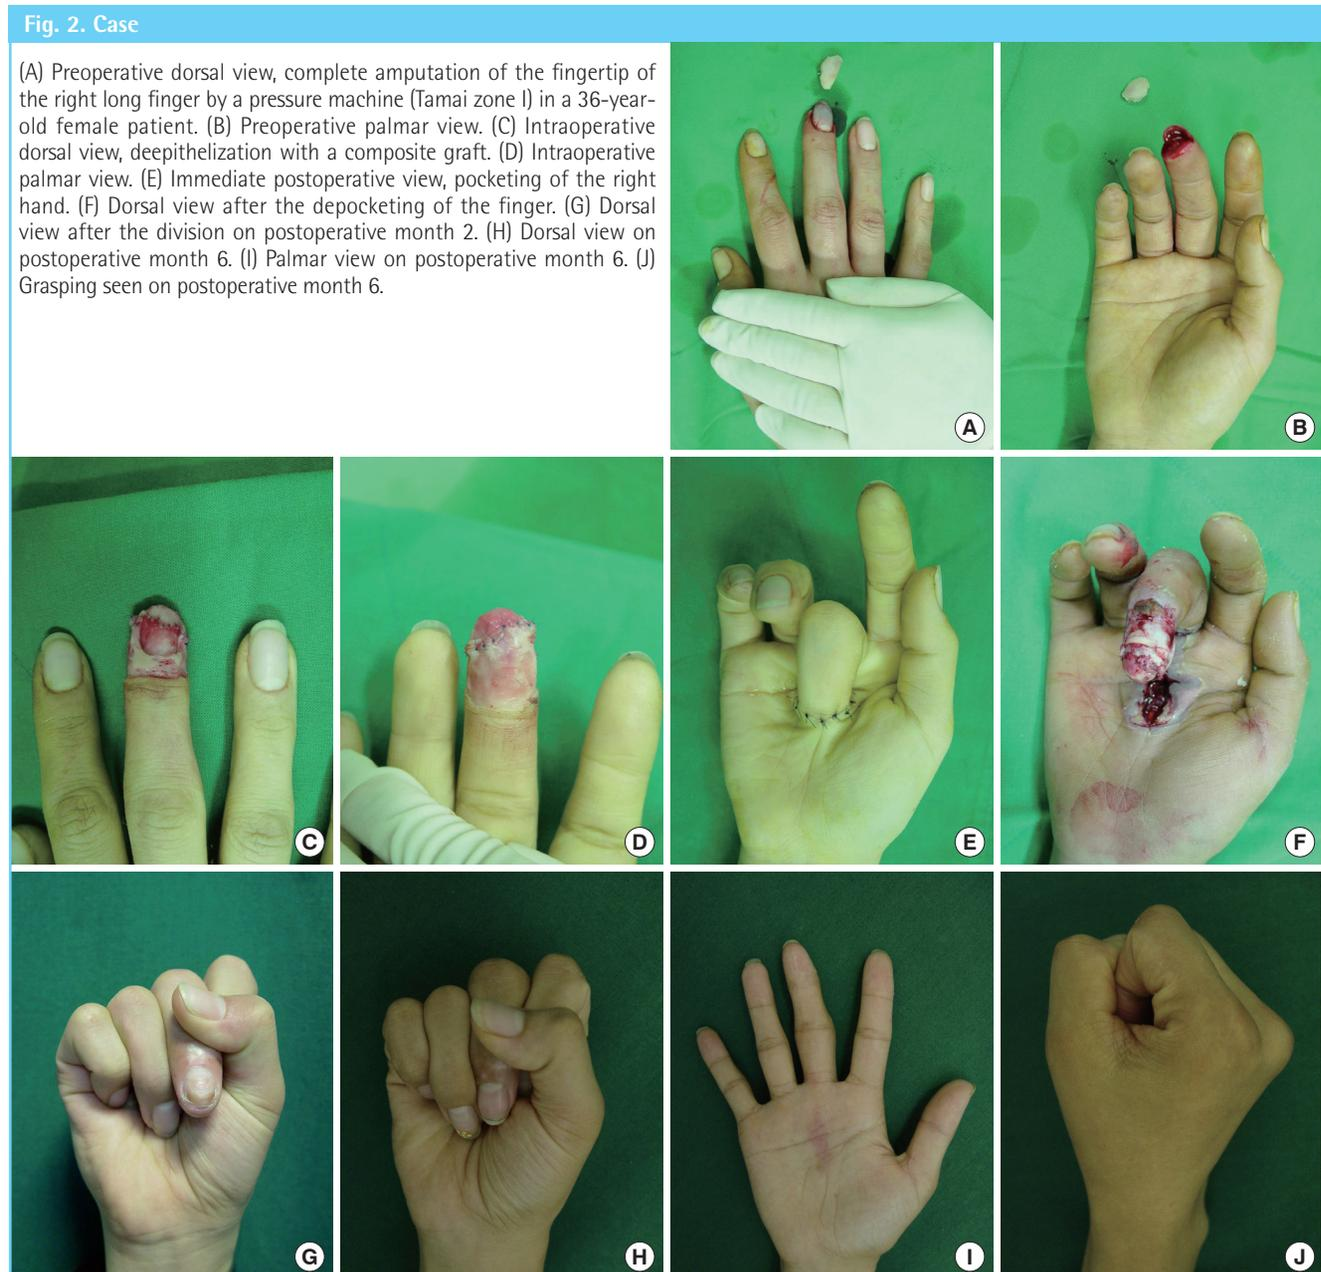 Fig. 2. Case
(A) Preoperative dorsal view, complete amputation of the fingertip of
the right long finger by a pressure machine (Tamai zone I) in a 36-year-
old female patient. (B) Preoperative palmar view. (C) Intraoperative
dorsal view, deepithelization with a composite graft. (D) Intraoperative
palmar view. (E) Immediate postoperative view, pocketing of the right
hand. (F) Dorsal view after the depocketing of the finger. (G) Dorsal
view after the division on postoperative month 2. (H) Dorsal view on
postoperative month 6. (I) Palmar view on postoperative month 6. (J)
Grasping seen on postoperative month 6.
A
B
C
D
E
F
G
H
I
J